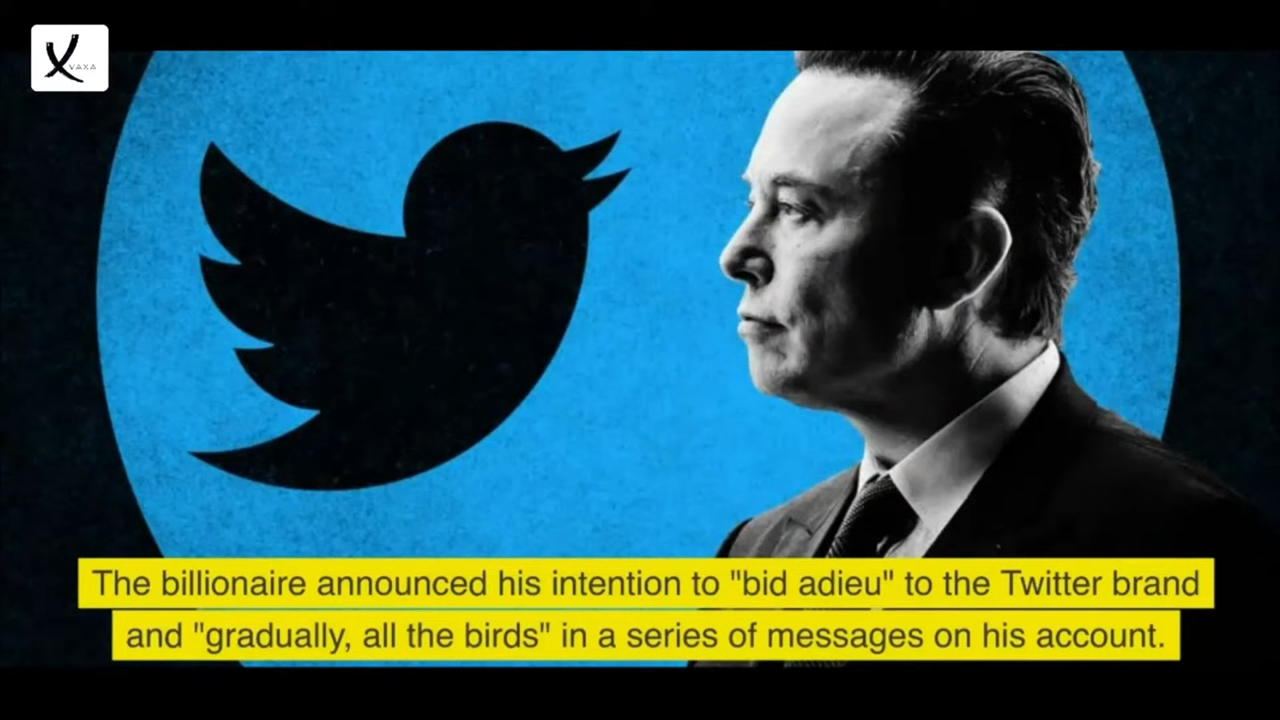 VAXA
The billionaire announced his intention to "bid adieu" to the Twitter brand
and "gradually, all the birds" in a series of messages on his account.